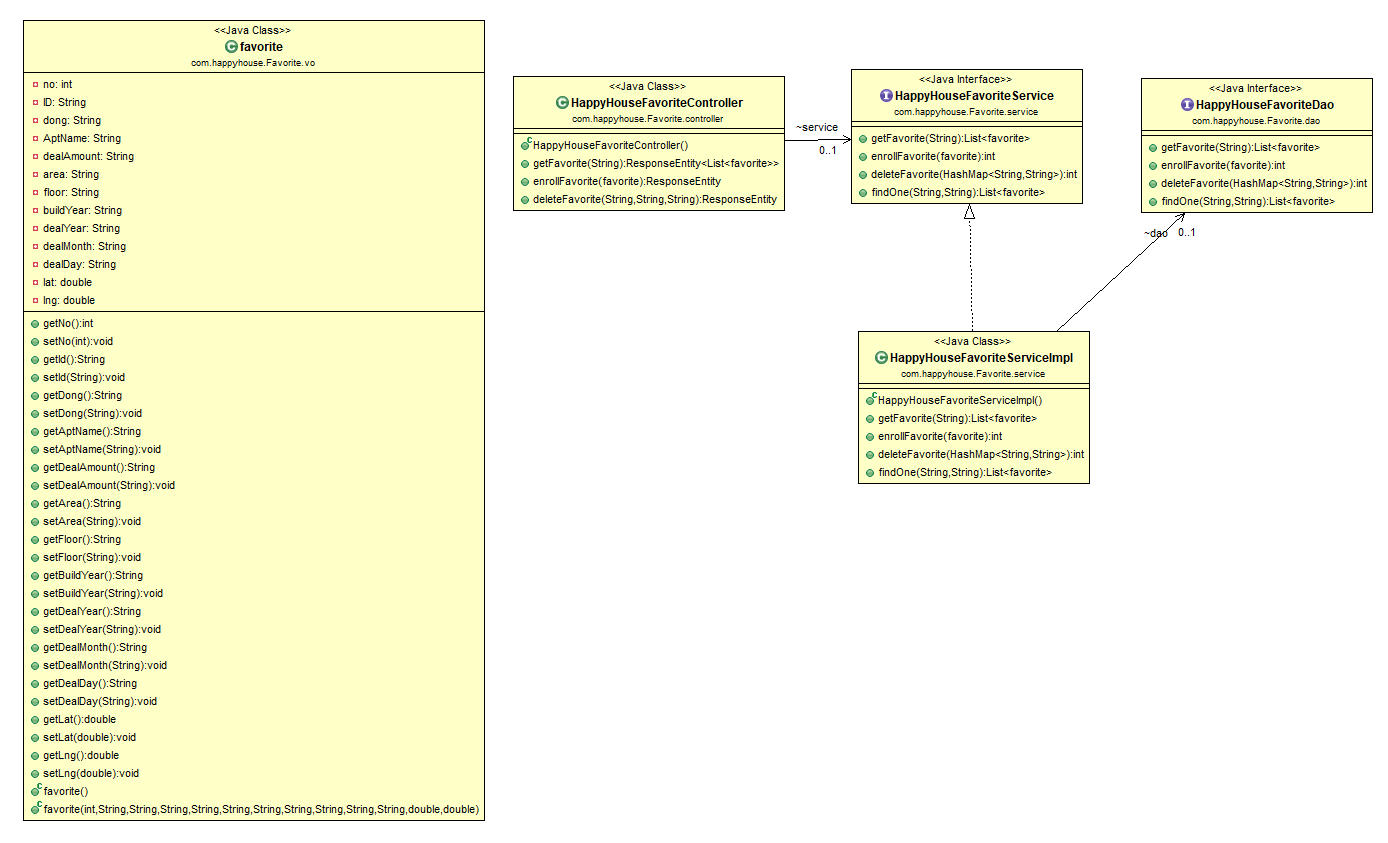 <<Java Class>>
favorite
com.happyhouse.Favorite.vo
no: int
ID: String
dong: String
AptName: String
dealAmount: String
area: String
floor: String
buildYear: String
dealYear: String
dealMonth: String
dealDay: String
lat: double
lng: double
getNo():int
setNo(int):void
getId():String
setId(String):void
getDong():String
setDong(String):void
getAptName():String
setAptName(String):void
getDealAmount():String
setDealAmount(String):void
getArea():String
setArea(String):void
getFloor():String
setFloor(String):void
getBuildYear():String
setBuildYear(String):void
getDealYear():String
setDealYear(String):void
getDealMonth():String
setDealMonth(String):void
getDealDay():String
setDealDay(String):void
getLat():double
setLat(double):void
getLng():double
setLng(double):void
favorite()
favorite(int,String,String,String,String,String,String,String,String,String,String,double,double)
<<Java Class>>
HappyHouseFavoriteController
com.happyhouse.Favorite.controller
HappyHouseFavoriteController()
getFavorite(String):ResponseEntity<List<favorite>>
enrollFavorite(favorite):ResponseEntity
deleteFavorite(String,String,String):ResponseEntity
~service
0..1
<<Java Interface>>
HappyHouseFavoriteService
com.happyhouse.Favorite.service
getFavorite(String):List<favorite>
enrollFavorite(favorite):int
deleteFavorite(HashMap<String,String>):int
findOne(String,String):List<favorite>
<<Java Interface>>
HappyHouseFavoriteDao
com.happyhouse.Favorite.dao
getFavorite(String):List<favorite>
enrollFavorite(favorite):int
deleteFavorite(HashMap<String,String>):int
findOne(String,String):List<favorite>
~dao 0..1
<<Java Class>>
HappyHouseFavoriteServiceImpl
com.happyhouse.Favorite.service
HappyHouseFavoriteServiceImpl()
getFavorite(String):List<favorite>
enrollFavorite(favorite):int
deleteFavorite(HashMap<String,String>):int
findOne(String,String):List<favorite>